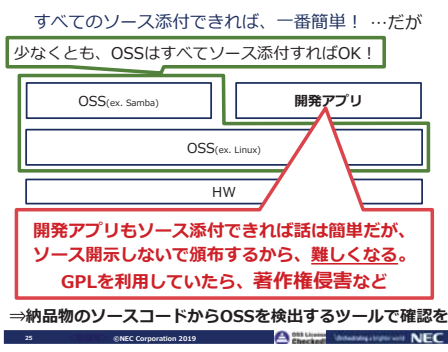 すべてのソース添付できれば、一番簡単！ …だが
少なくとも、OSSはすべてソース添付すればOK！
OSS(ex. Samba)
開発アプリ
OSS(ex. Linux)
HW
開発アプリもソース添付できれば話は簡単だが、
ソース開示しないで頒布するから、難しくなる。
GPLを利用していたら、著作権侵害など
⇒納品物のソースコードからOSSを検出するツールで確認を
25 ©NEC Corporation 2019 OSS License Checked! Orchestrating a brighter world NEC